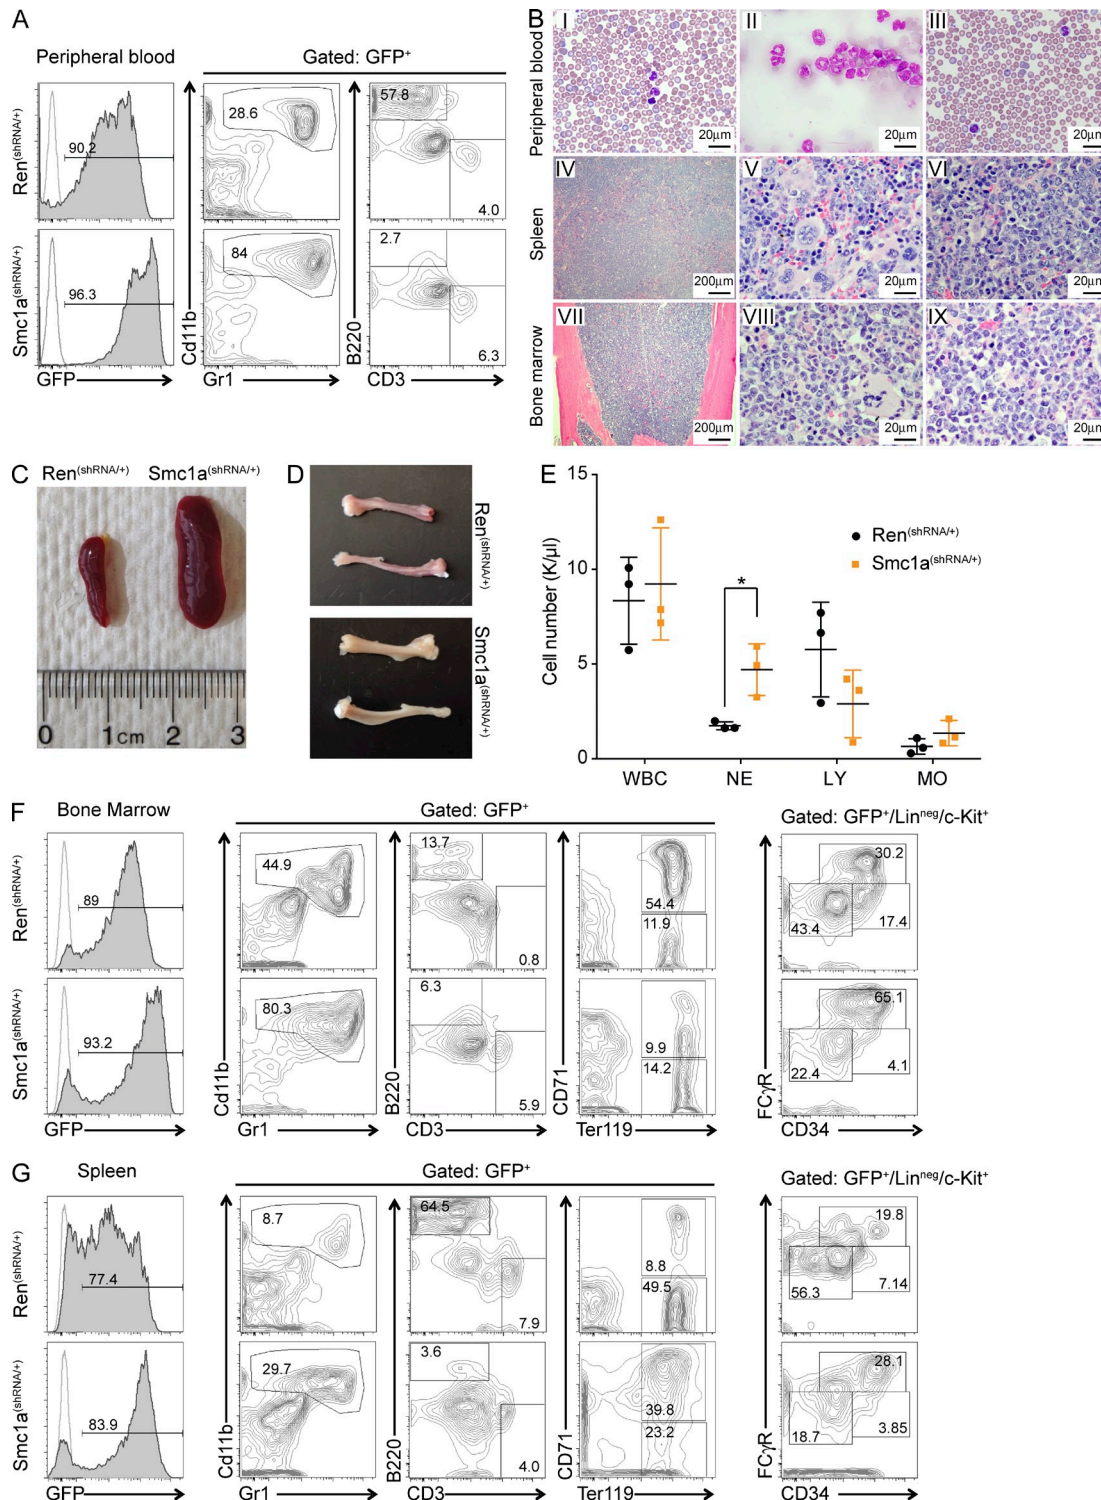 A
Peripheral blood
Gated: GFP⁺
Ren(shRNA/+)
90.2
28.6
57.8
4.0
Smc1a(shRNA/+)
96.3
84
2.7
6.3
GFP
Cd11b
Gr1
B220
CD3
B
Peripheral blood
I
20µm
II
20µm
III
20µm
Spleen
IV
200µm
V
20µm
VI
20µm
Bone marrow
VII
200µm
VIII
20µm
IX
20µm
C
Ren(shRNA/+) Smc1a(shRNA/+)
0 1 cm 2 3
D
Ren(shRNA/+)
Smc1a(shRNA/+)
E
Cell number (K/µl)
15
10
5
0
*
Ren(shRNA/+)
Smc1a(shRNA/+)
WBC NE LY MO
F
Bone Marrow
Gated: GFP⁺
Gated: GFP⁺/Linⁿᵉᵍ/c-Kit⁺
Ren(shRNA/+)
89
44.9
13.7
0.8
54.4
11.9
30.2
43.4
17.4
Smc1a(shRNA/+)
93.2
80.3
6.3
5.9
9.9
14.2
65.1
22.4
4.1
GFP
Cd11b
Gr1
B220
CD3
CD71
Ter119
FCγR
CD34
G
Spleen
Gated: GFP⁺
Gated: GFP⁺/Linⁿᵉᵍ/c-Kit⁺
Ren(shRNA/+)
77.4
8.7
64.5
7.9
8.8
49.5
19.8
56.3
7.14
Smc1a(shRNA/+)
83.9
29.7
3.6
4.0
39.8
23.2
28.1
18.7
3.85
GFP
Cd11b
Gr1
B220
CD3
CD71
Ter119
FCγR
CD34